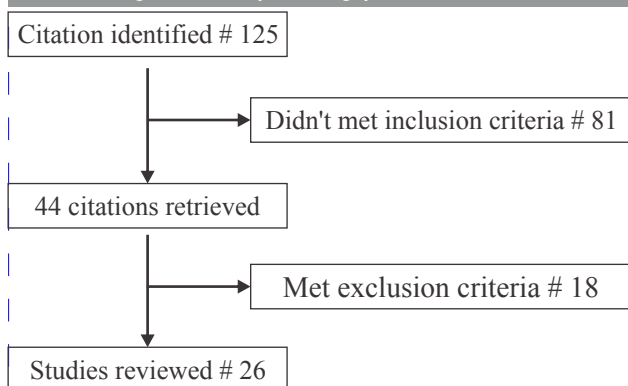 Citation identified # 125
Didn't met inclusion criteria # 81
44 citations retrieved
Met exclusion criteria # 18
Studies reviewed # 26